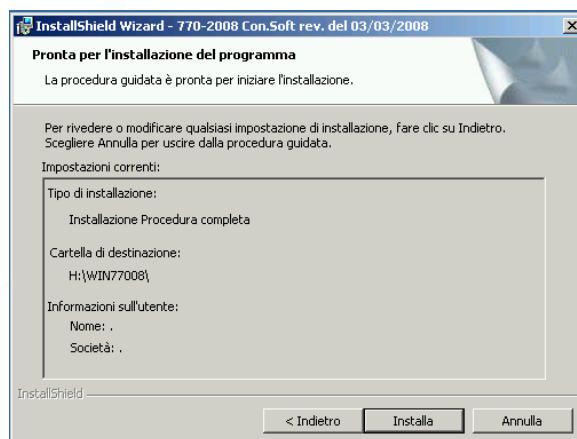 InstallShield Wizard - 770-2008 Con.Soft rev. del 03/03/2008
Pronta per l'installazione del programma
La procedura guidata è pronta per iniziare l'installazione.
Per rivedere o modificare qualsiasi impostazione di installazione, fare clic su Indietro.
Scegliere Annulla per uscire dalla procedura guidata.
Impostazioni correnti:
Tipo di installazione:
Installazione Procedura completa
Cartella di destinazione:
H:\WIN77008\
Informazioni sull'utente:
Nome: .
Società: .
InstallShield
< Indietro Installa Annulla